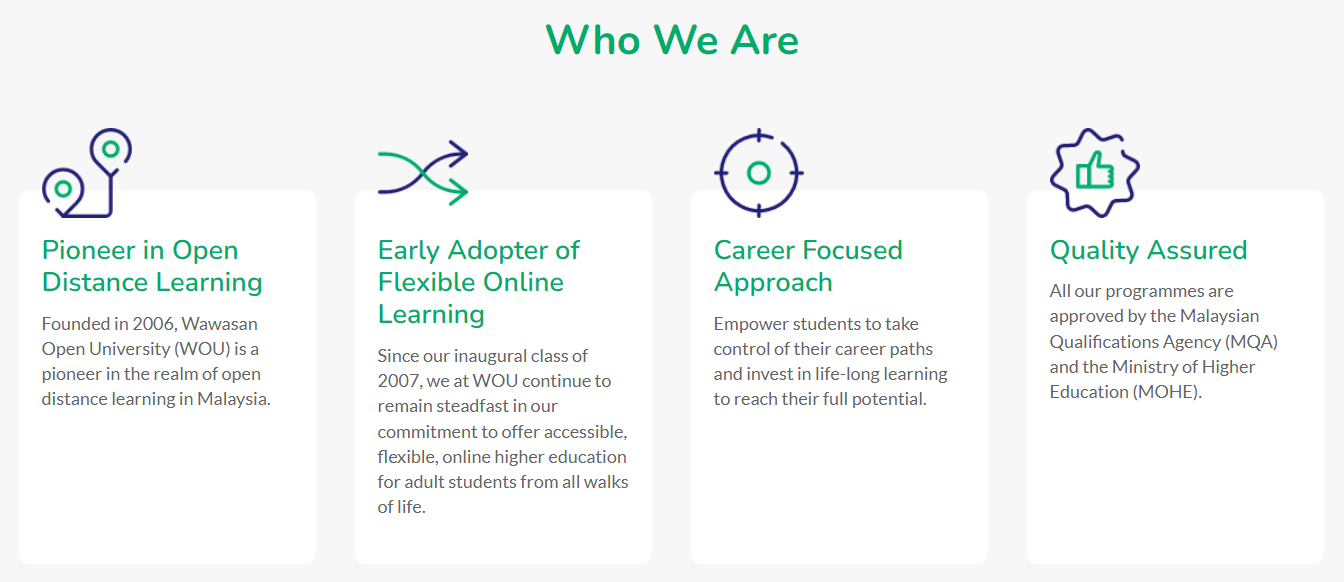 Who We Are
Pioneer in Open
Distance Learning
Founded in 2006, Wawasan
Open University (WOU) is a
pioneer in the realm of open
distance learning in Malaysia.
Early Adopter of
Flexible Online
Learning
Since our inaugural class of
2007, we at WOU continue to
remain steadfast in our
commitment to offer accessible,
flexible, online higher education
for adult students from all walks
of life.
Career Focused
Approach
Empower students to take
control of their career paths
and invest in life-long learning
to reach their full potential.
Quality Assured
All our programmes are
approved by the Malaysian
Qualifications Agency (MQA)
and the Ministry of Higher
Education (MOHE).